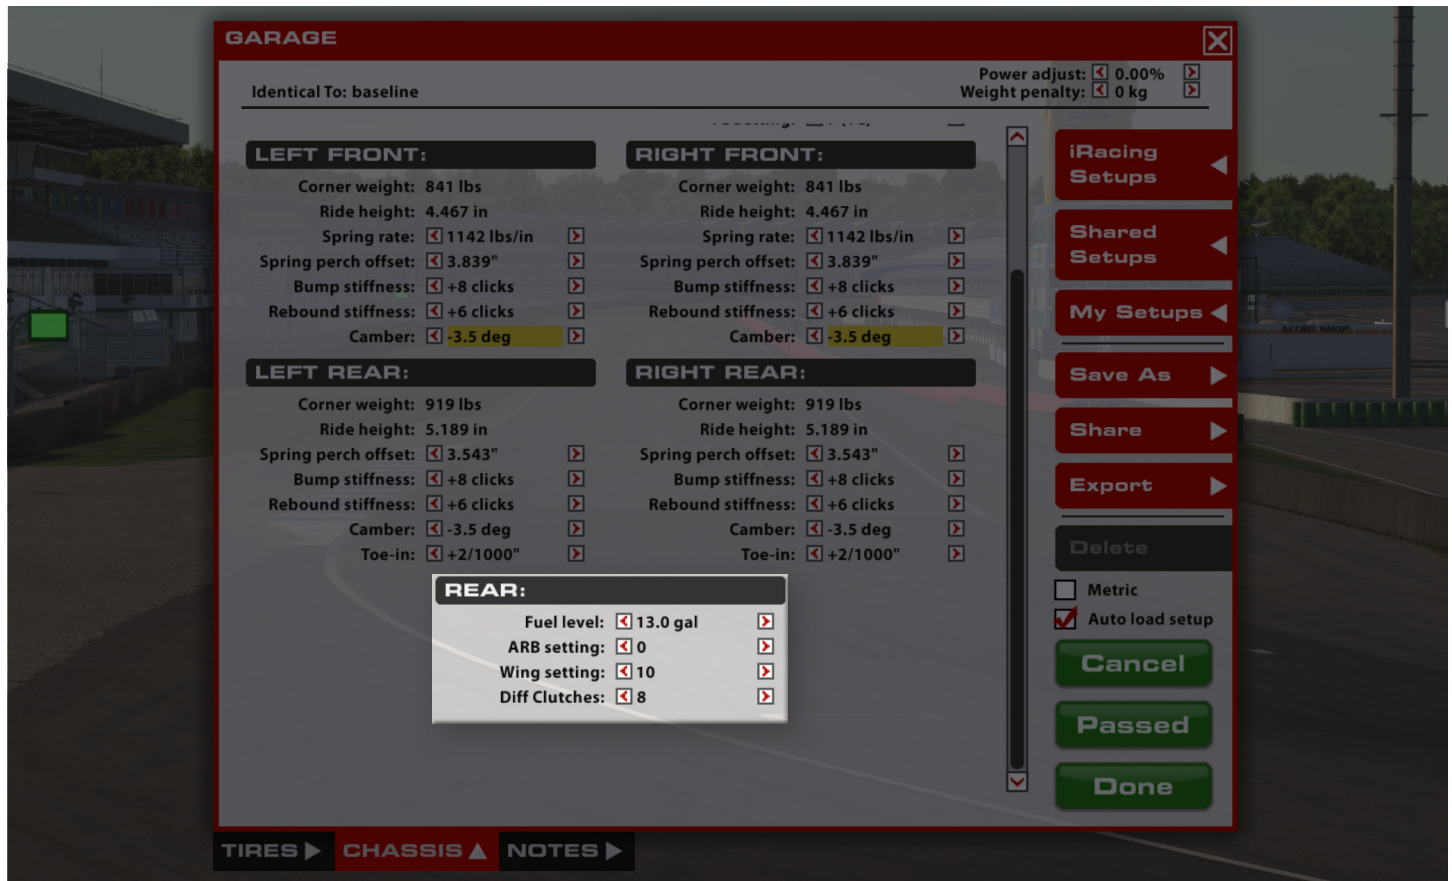 GARAGE
Power adjust: 0.00%
Identical To: baseline
Weight penalty: 0 kg
LEFT FRONT:
RIGHT FRONT:
Corner weight: 841 lbs
Corner weight: 841 lbs
Ride height: 4.467 in
Ride height: 4.467 in
Spring rate: 1142 lbs/in
Spring rate: 1142 lbs/in
Spring perch offset: 3.839"
Spring perch offset: 3.839"
Bump stiffness: +8 clicks
Bump stiffness: +8 clicks
Rebound stiffness: +6 clicks
Rebound stiffness: +6 clicks
Camber: -3.5 deg
Camber: -3.5 deg
LEFT REAR:
RIGHT REAR:
Corner weight: 919 lbs
Corner weight: 919 lbs
Ride height: 5.189 in
Ride height: 5.189 in
Spring perch offset: 3.543"
Spring perch offset: 3.543"
Bump stiffness: +8 clicks
Bump stiffness: +8 clicks
Rebound stiffness: +6 clicks
Rebound stiffness: +6 clicks
Camber: -3.5 deg
Camber: -3.5 deg
Toe-in: +2/1000"
Toe-in: +2/1000"
REAR:
Fuel level: 13.0 gal
ARB setting: 0
Wing setting: 10
Diff Clutches: 8
iRacing
Setups
Shared
Setups
My Setups
Save As
Share
Export
Delete
Metric
Auto load setup
Cancel
Passed
Done
NITRO SHOP
TIRES
CHASSIS
NOTES